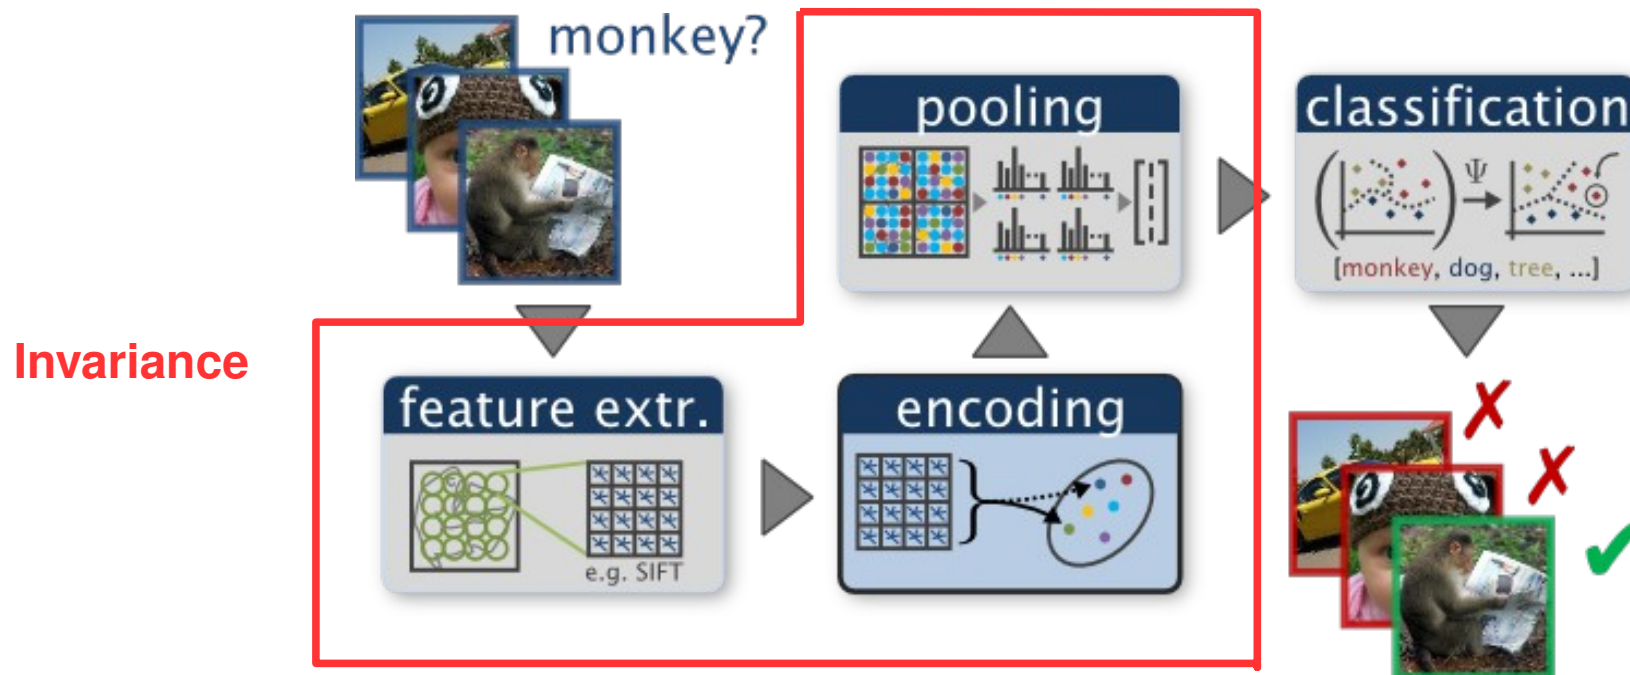 monkey?
pooling
classification
Ψ
[monkey, dog, tree, ...]
Invariance
feature extr.
e.g. SIFT
encoding